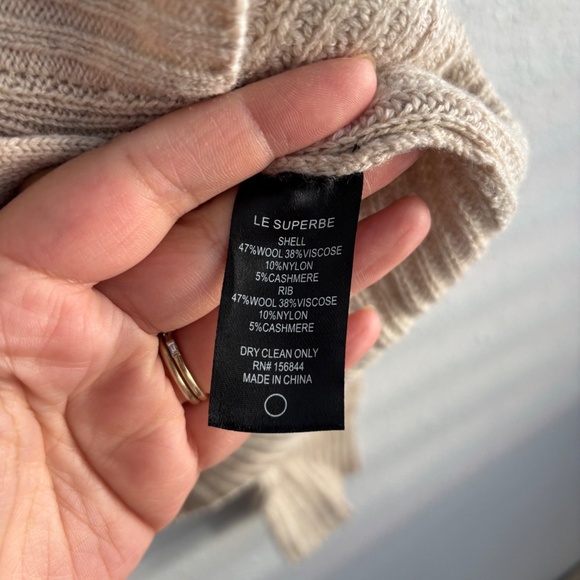 LE SUPERBE
SHELL
47%WOOL 38%VISCOSE
10%NYLON
5%CASHMERE
RIB
47%WOOL 38%VISCOSE
10%NYLON
5%CASHMERE
DRY CLEAN ONLY
RN# 156844
MADE IN CHINA